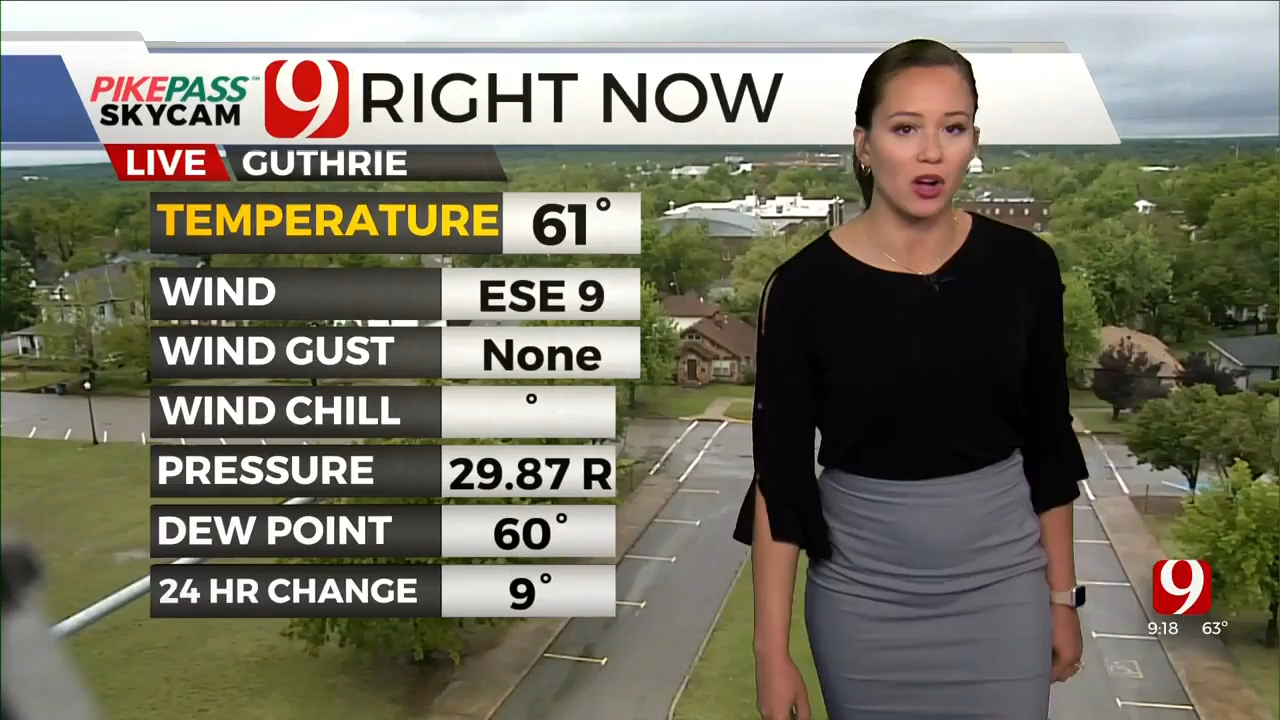 PIKEPASS™
SKYCAM
9 RIGHT NOW
LIVE GUTHRIE
TEMPERATURE 61°
WIND ESE 9
WIND GUST None
WIND CHILL °
PRESSURE 29.87 R
DEW POINT 60°
24 HR CHANGE 9°
9
9:18 63°